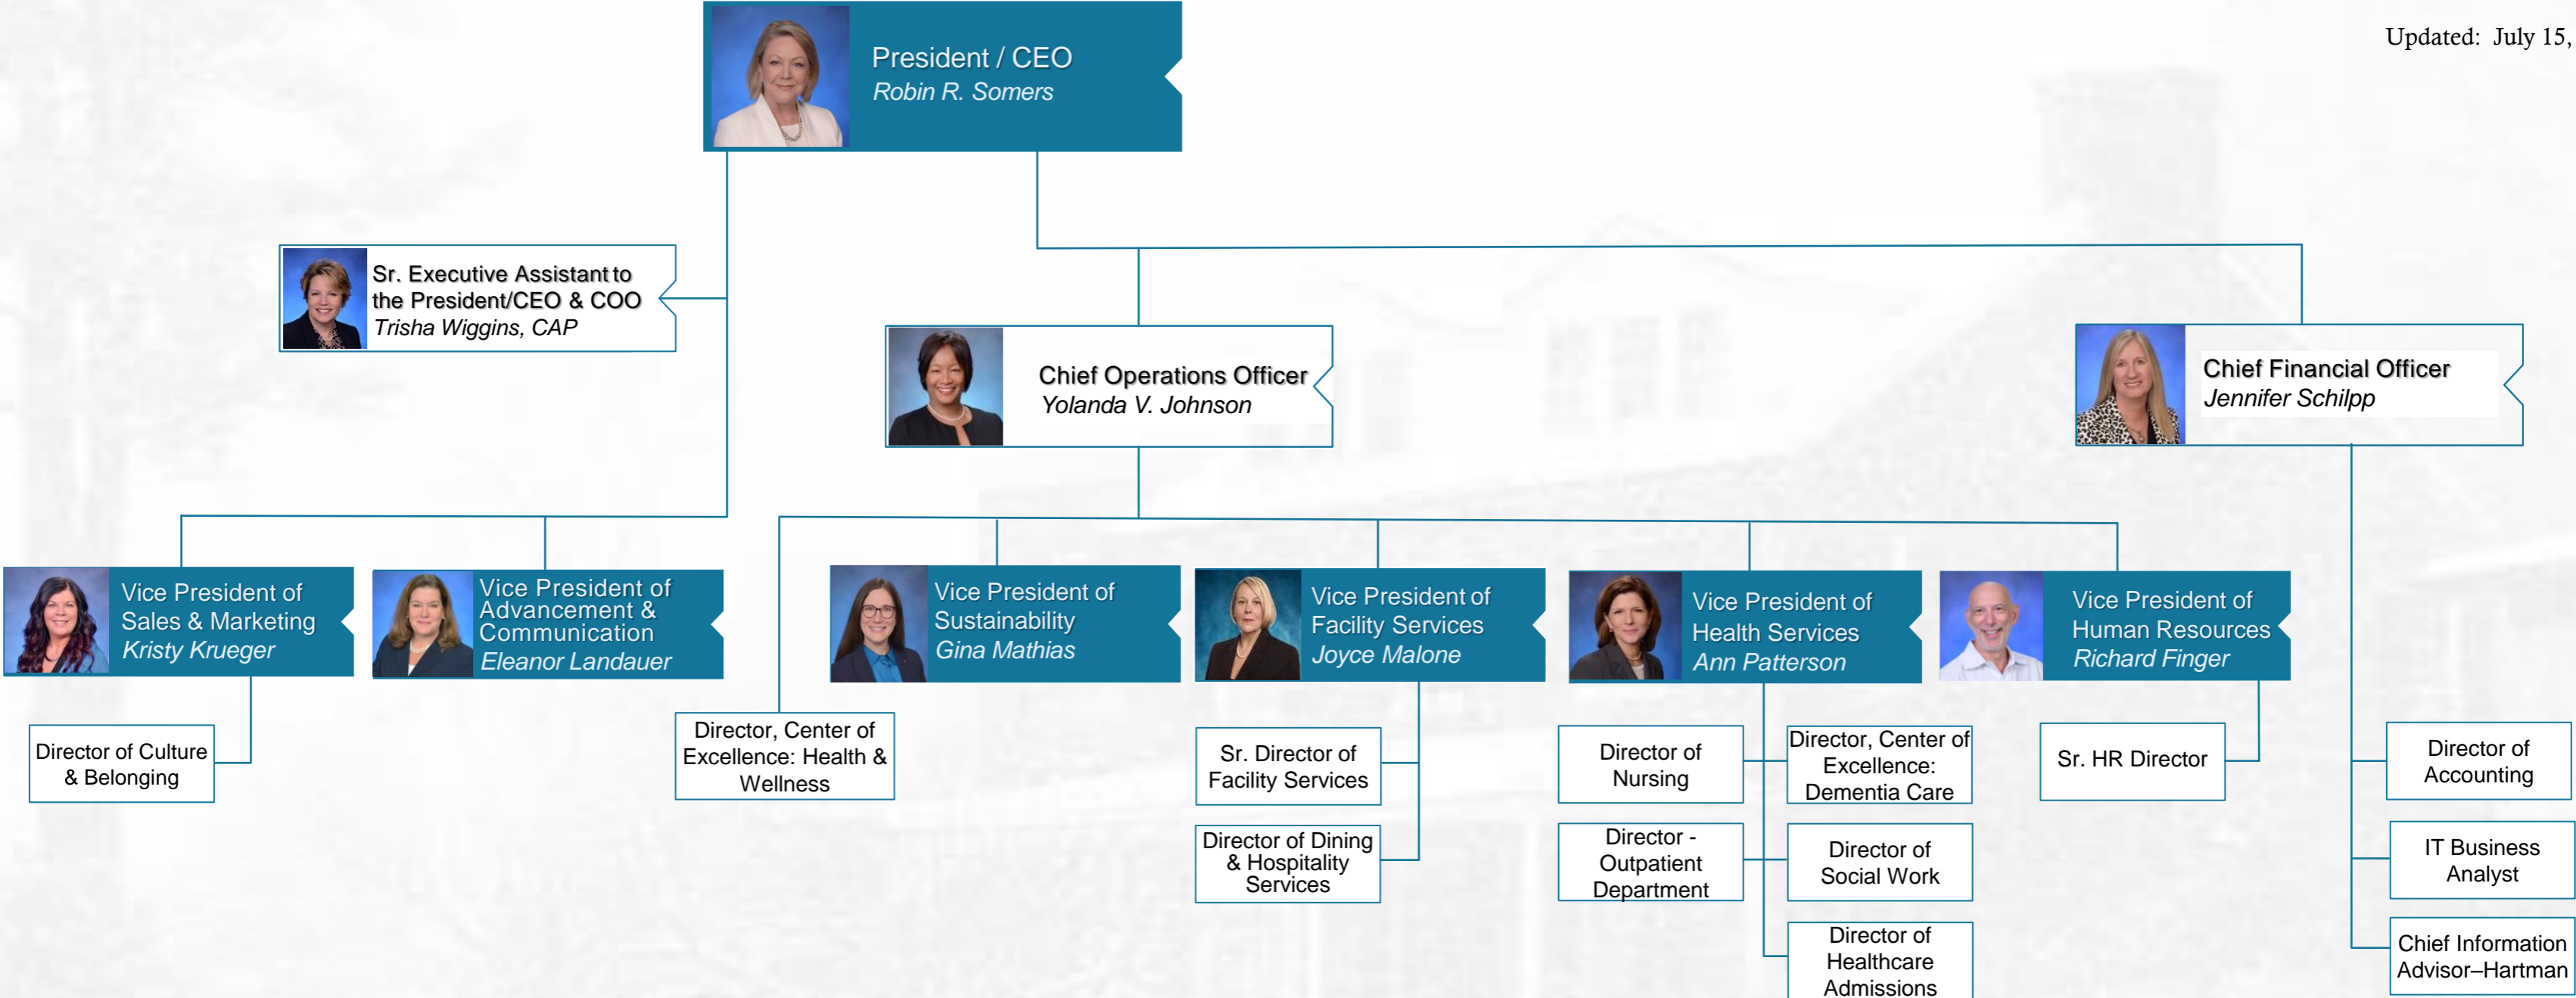 Updated: July 15,
President / CEO
Robin R. Somers
Sr. Executive Assistant to
the President/CEO & COO
Trisha Wiggins, CAP
Chief Operations Officer
Yolanda V. Johnson
Chief Financial Officer
Jennifer Schilpp
Vice President of
Sales & Marketing
Kristy Krueger
Vice President of
Advancement &
Communication
Eleanor Landauer
Vice President of
Sustainability
Gina Mathias
Vice President of
Facility Services
Joyce Malone
Vice President of
Health Services
Ann Patterson
Vice President of
Human Resources
Richard Finger
Director of Culture
& Belonging
Director, Center of
Excellence: Health &
Wellness
Sr. Director of
Facility Services
Director of Dining
& Hospitality
Services
Director of
Nursing
Director, Center of
Excellence:
Dementia Care
Director -
Outpatient
Department
Director of
Social Work
Director of
Healthcare
Admissions
Sr. HR Director
Director of
Accounting
IT Business
Analyst
Chief Information
Advisor–Hartman